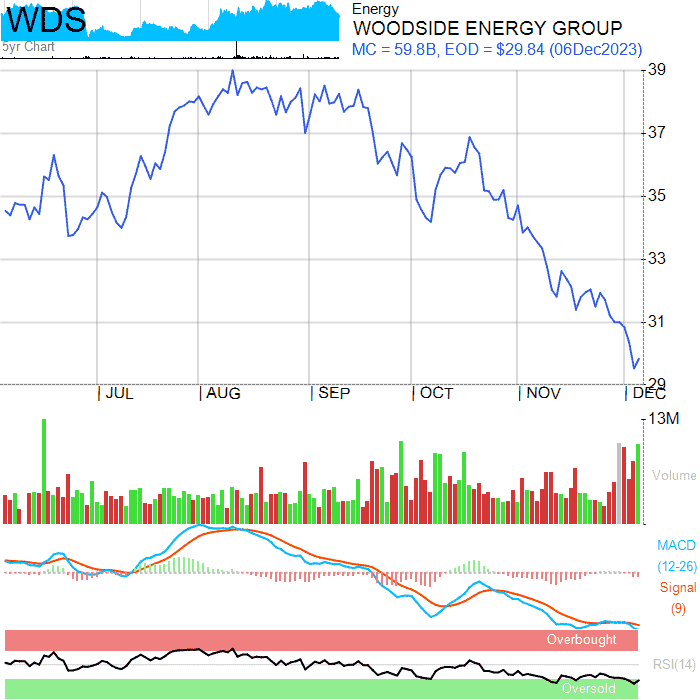 WDS
5yr Chart
Energy
WOODSIDE ENERGY GROUP
MC = 59.8B, EOD = $29.84 (06Dec2023)
39
37
35
33
31
29
JUL
AUG
SEP
OCT
NOV
DEC
13M
Volume
MACD
(12-26)
Signal
(9)
Overbought
RSI(14)
Oversold